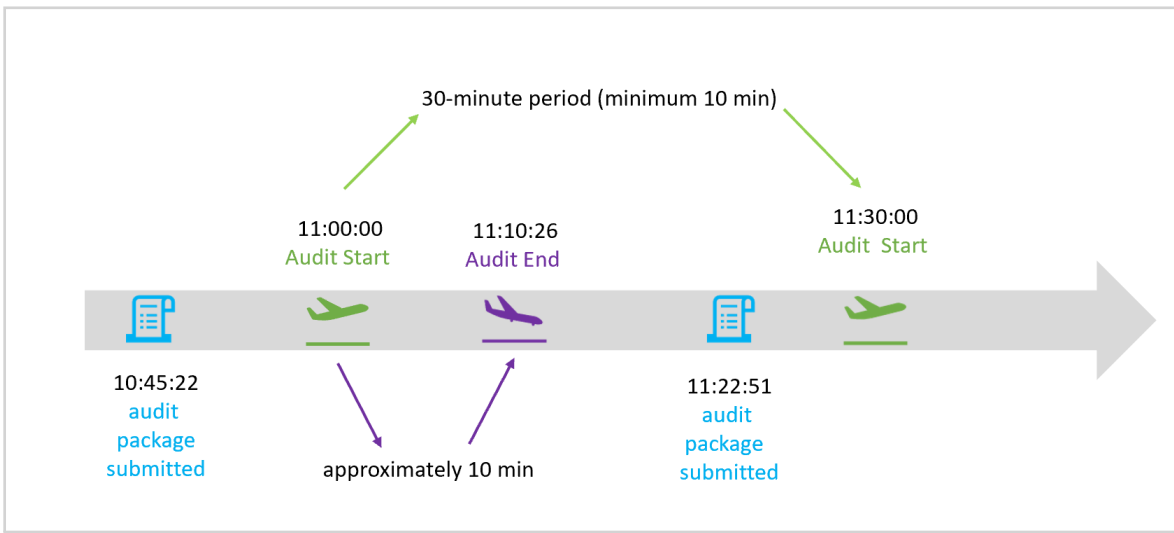 30-minute period (minimum 10 min)
11:00:00
Audit Start
11:10:26
Audit End
11:30:00
Audit  Start
10:45:22
audit
package
submitted
11:22:51
audit
package
submitted
approximately 10 min